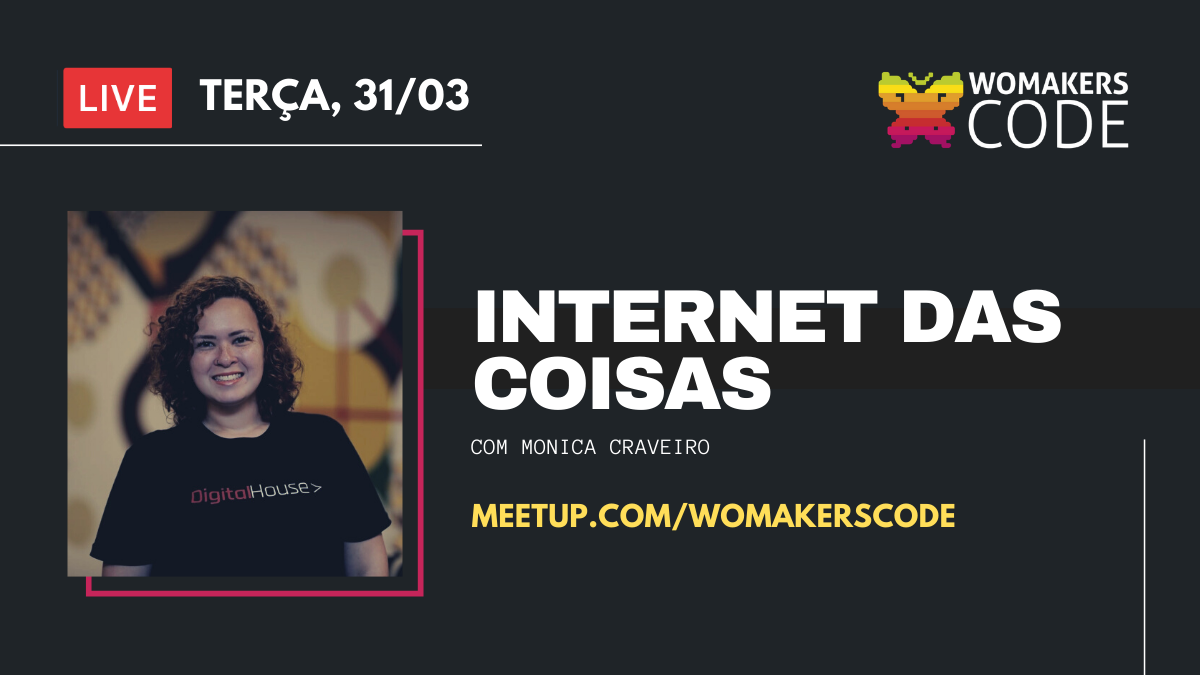 LIVE
TERÇA, 31/03
WOMAKERS
CODE
INTERNET DAS
COISAS
COM MONICA CRAVEIRO
DigitalHouse>
MEETUP.COM/WOMAKERSCODE